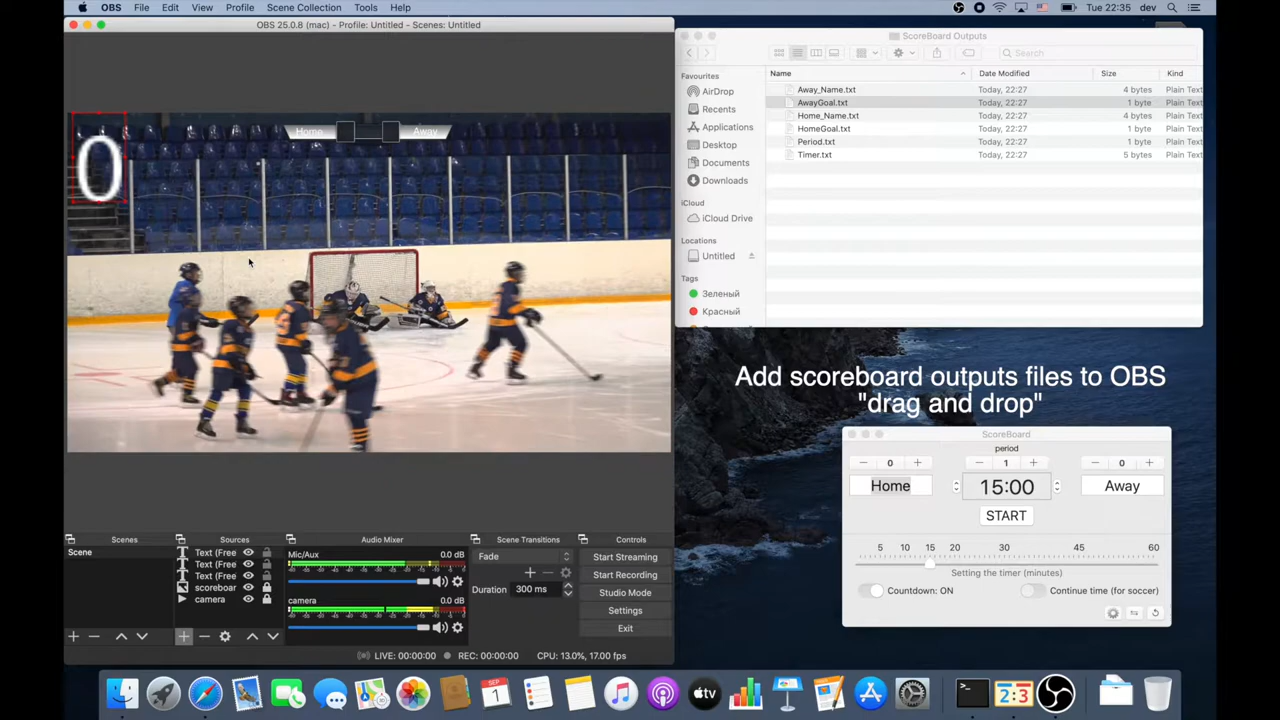 OBS File Edit View Profile Scene Collection Tools Help
Tue 22:35 dev
OBS 25.0.8 (mac) - Profile: Untitled - Scenes: Untitled
Home Away
0
Scenes
Scene
Sources
Text (Free
Text (Free
Text (Free
scoreboar
camera
Audio Mixer
Mic/Aux 0.0 dB
camera 0.0 dB
Scene Transitions
Fade
Duration 300 ms
Controls
Start Streaming
Start Recording
Studio Mode
Settings
Exit
LIVE: 00:00:00 REC: 00:00:00 CPU: 13.0%, 17.00 fps
ScoreBoard Outputs
Search
Favourites
AirDrop
Recents
Applications
Desktop
Documents
Downloads
iCloud
iCloud Drive
Locations
Untitled
Tags
Зеленый
Красный
Name Date Modified Size Kind
Away_Name.txt Today, 22:27 4 bytes Plain Text
AwayGoal.txt Today, 22:27 1 byte Plain Text
Home_Name.txt Today, 22:27 4 bytes Plain Text
HomeGoal.txt Today, 22:27 1 byte Plain Text
Period.txt Today, 22:27 1 byte Plain Text
Timer.txt Today, 22:27 5 bytes Plain Text
Add scoreboard outputs files to OBS
"drag and drop"
ScoreBoard
period
− 0 + − 1 + − 0 +
Home 15:00 Away
START
5 10 15 20 30 45 60
Setting the timer (minutes)
Countdown: ON Continue time (for soccer)
SEP
1
tv
2:3